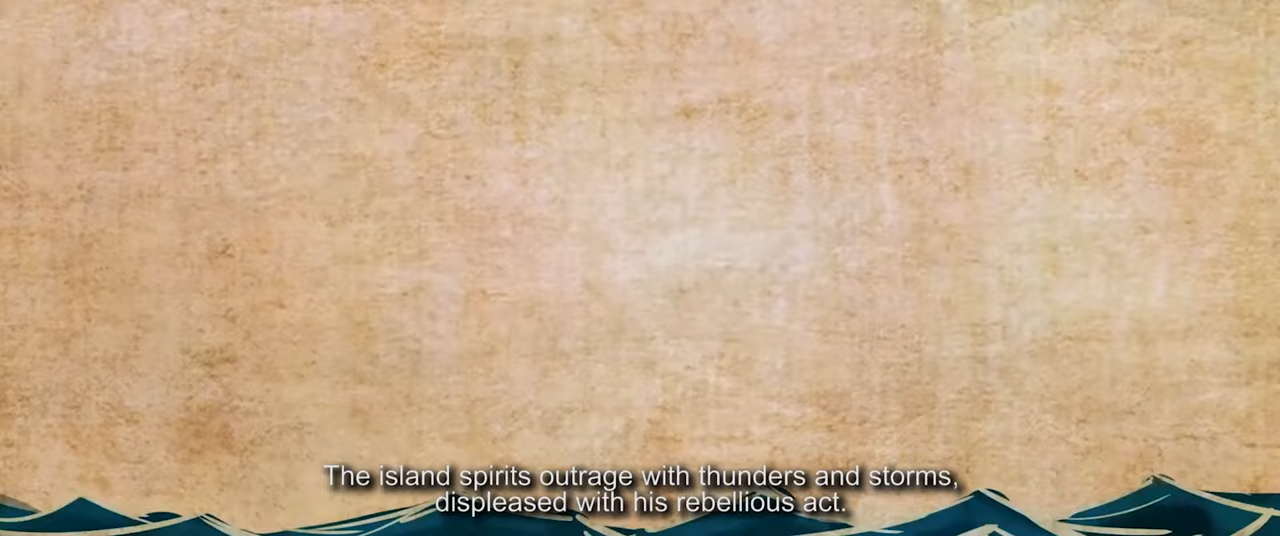 The island spirits outrage with thunders and storms,
displeased with his rebellious act.